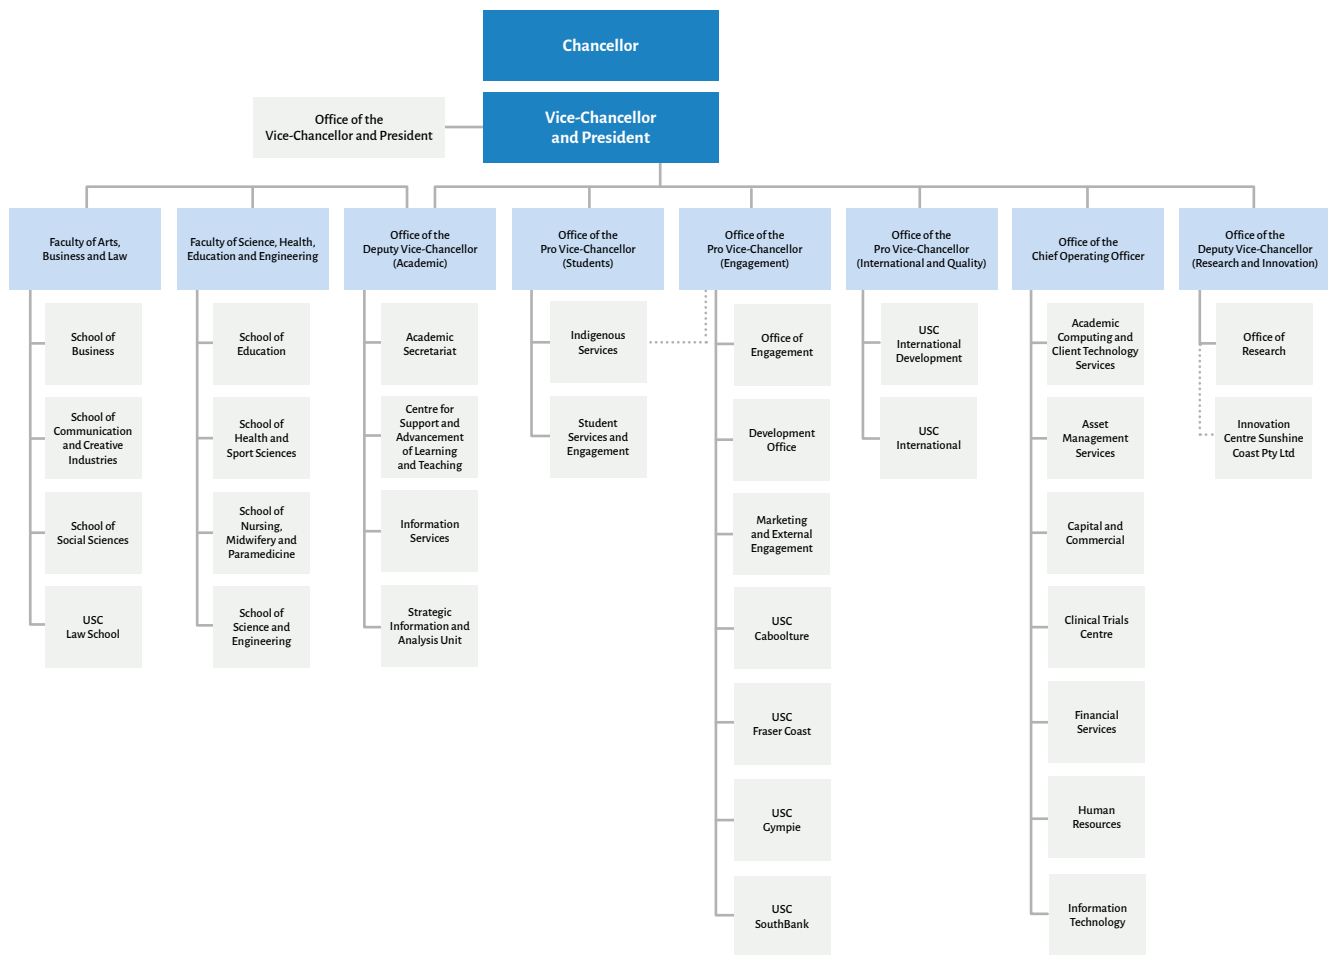 Chancellor
Office of the
Vice-Chancellor and President
Vice-Chancellor
and President
Faculty of Arts,
Business and Law
Faculty of Science, Health,
Education and Engineering
Office of the
Deputy Vice-Chancellor
(Academic)
Office of the
Pro Vice-Chancellor
(Students)
Office of the
Pro Vice-Chancellor
(Engagement)
Office of the
Pro Vice-Chancellor
(International and Quality)
Office of the
Chief Operating Officer
Office of the
Deputy Vice-Chancellor
(Research and Innovation)
School of
Business
School of
Communication
and Creative
Industries
School of
Social Sciences
USC
Law School
School of
Education
School of
Health and
Sport Sciences
School of
Nursing,
Midwifery and
Paramedicine
School of
Science and
Engineering
Academic
Secretariat
Centre for
Support and
Advancement
of Learning
and Teaching
Information
Services
Strategic
Information and
Analysis Unit
Indigenous
Services
Student
Services and
Engagement
Office of
Engagement
Development
Office
Marketing
and External
Engagement
USC
Caboolture
USC
Fraser Coast
USC
Gympie
USC
SouthBank
USC
International
Development
USC
International
Academic
Computing and
Client Technology
Services
Asset
Management
Services
Capital and
Commercial
Clinical Trials
Centre
Financial
Services
Human
Resources
Information
Technology
Office of
Research
Innovation
Centre Sunshine
Coast Pty Ltd